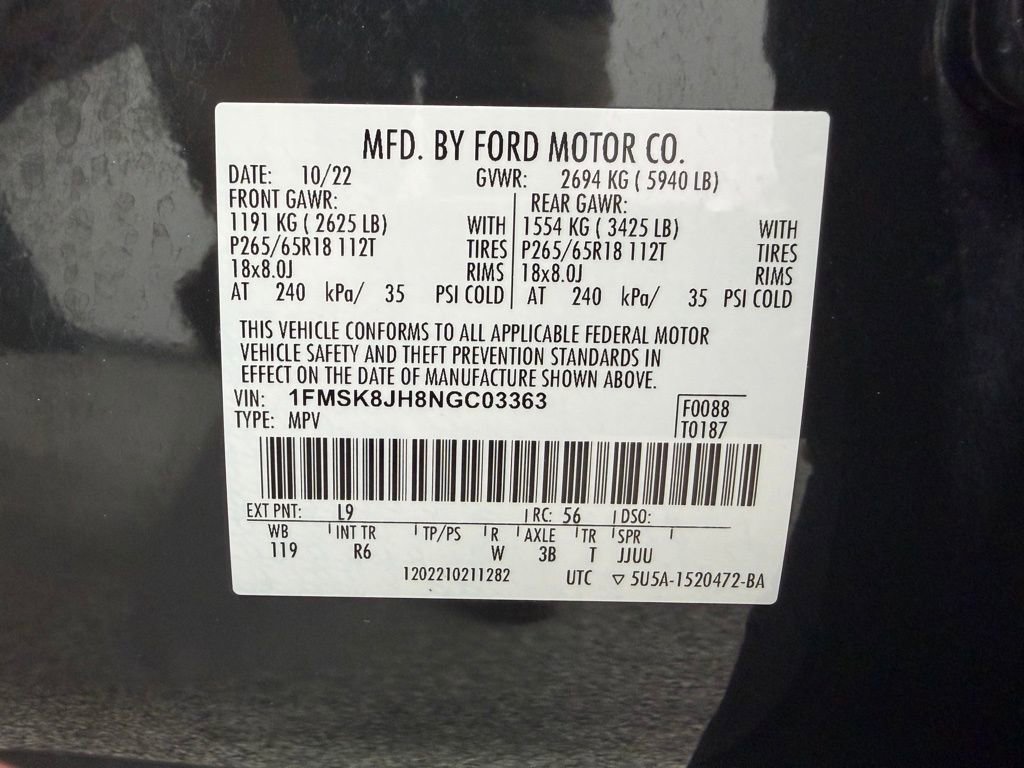 MFD. BY FORD MOTOR CO.
DATE: 10/22 GVWR: 2694 KG ( 5940 LB)
FRONT GAWR: REAR GAWR:
1191 KG ( 2625 LB) WITH 1554 KG ( 3425 LB) WITH
P265/65R18 112T TIRES P265/65R18 112T TIRES
18x8.0J RIMS 18x8.0J RIMS
AT 240 kPa/ 35 PSI COLD AT 240 kPa/ 35 PSI COLD
THIS VEHICLE CONFORMS TO ALL APPLICABLE FEDERAL MOTOR
VEHICLE SAFETY AND THEFT PREVENTION STANDARDS IN
EFFECT ON THE DATE OF MANUFACTURE SHOWN ABOVE.
VIN: 1FMSK8JH8NGC03363
F0088
TYPE: MPV
T0187
EXT PNT: L9 RC: 56 DSO:
WB INT TR TP/PS R AXLE TR SPR
119 R6 W 3B T JJUU
1202210211282 UTC ▽ 5U5A-1520472-BA